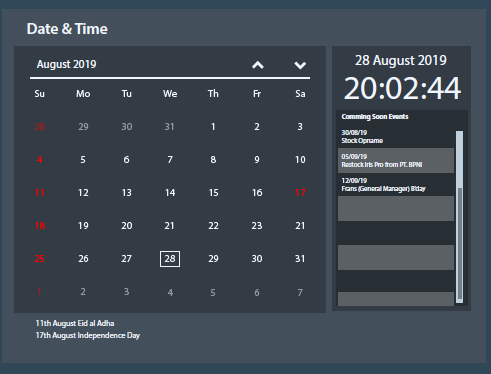 Date & Time
August 2019
Su Mo Tu We Th Fr Sa
28 29 30 31 1 2 3
4 5 6 7 8 9 10
11 12 13 14 15 16 17
18 19 20 21 22 23 24
25 26 27 28 29 30 31
1 2 3 4 5 6 7
11th August Eid al Adha
17th August Independence Day
28 August 2019
20:02:44
Comming Soon Events
30/08/19
Stock Opname
05/09/19
Restock Iris Pro from PT. BPNI
12/09/19
Frans (General Manager) B'day